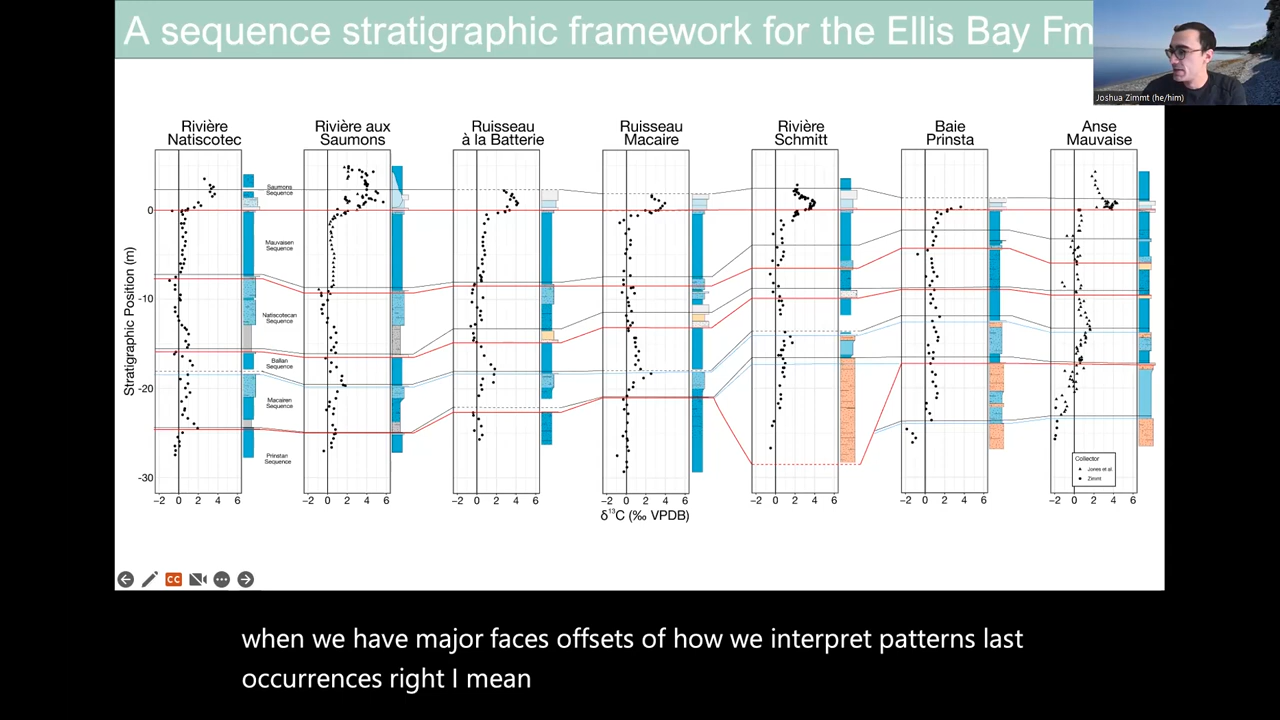 A sequence stratigraphic framework for the Ellis Bay Fm
Joshua Zimmt (he/him)
Rivière
Natiscotec
Rivière aux
Saumons
Ruisseau
à la Batterie
Ruisseau
Macaire
Rivière
Schmitt
Baie
Prinsta
Anse
Mauvaise
Stratigraphic Position (m)
0
-10
-20
-30
Saumons
Sequence
Mauvaisen
Sequence
Natiscotecan
Sequence
Ballan
Sequence
Macairen
Sequence
Prinstan
Sequence
Collector
Jones et al.
Zimmt
−2 0 2 4 6 −2 0 2 4 6 −2 0 2 4 6 −2 0 2 4 6 −2 0 2 4 6 −2 0 2 4 6 −2 0 2 4 6
δ¹³C (‰ VPDB)
CC
when we have major faces offsets of how we interpret patterns last
occurrences right I mean